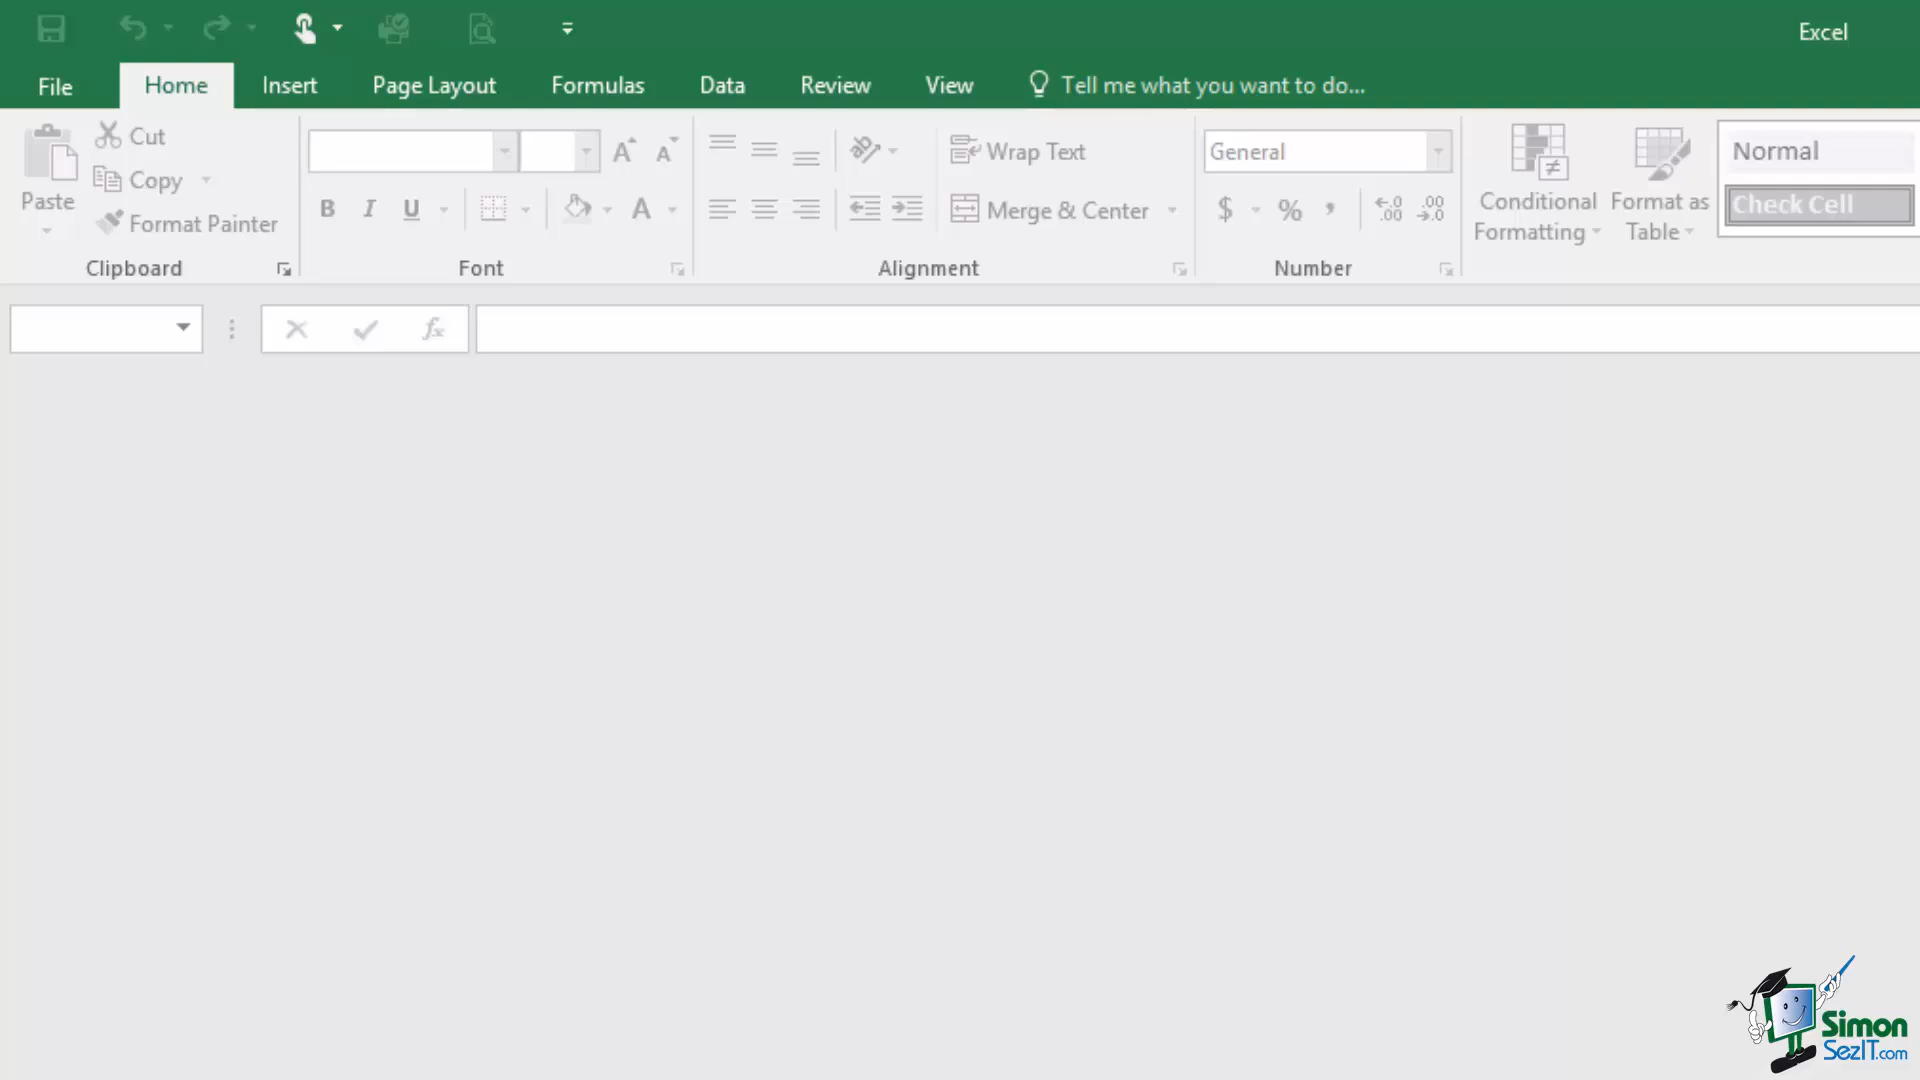 Excel
File Home Insert Page Layout Formulas Data Review View Tell me what you want to do...
Cut
Copy
Format Painter
Paste
Clipboard
B I U A
Font
Wrap Text
Merge & Center
Alignment
General
$ % ,
Number
Conditional Formatting
Format as Table
Normal
Check Cell
fx
Simon
SezIT.com